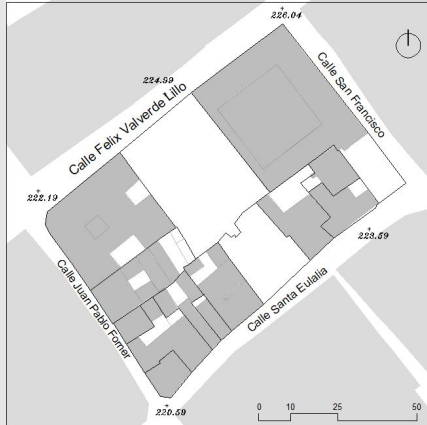 226.04
224.99
Calle San Francisco
Calle Felix Valverde Lillo
222.19
223.59
Calle Juan Pablo Forner
Calle Santa Eulalia
220.59
0 10 25 50